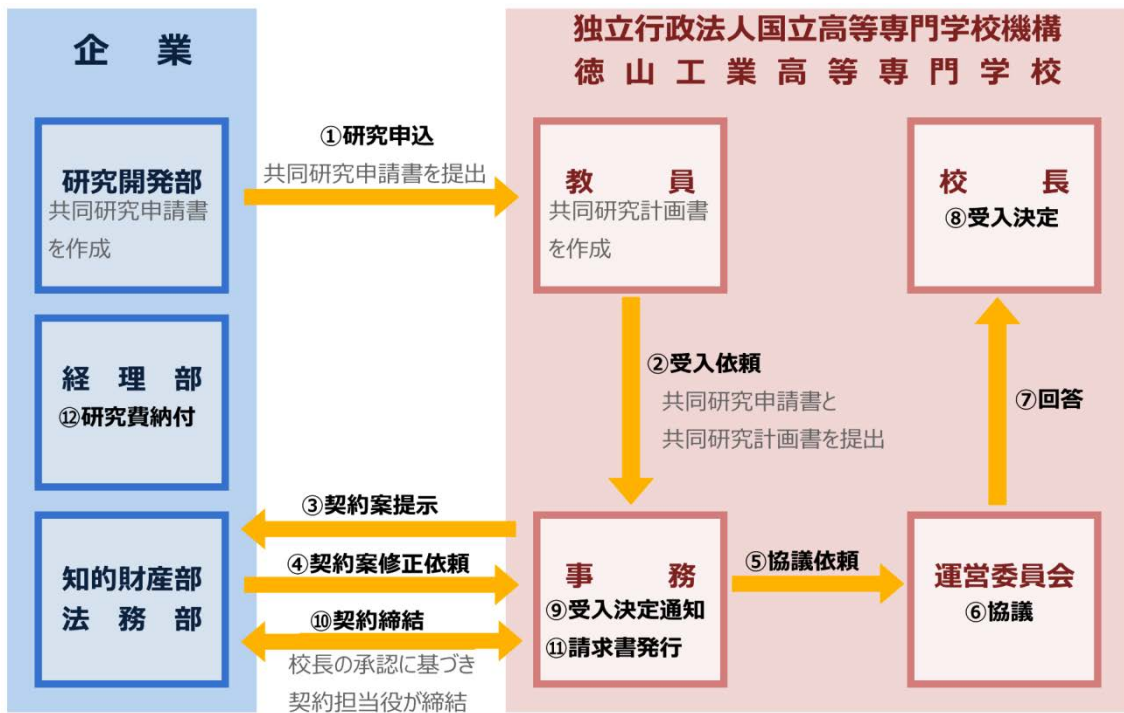 企業
独立行政法人国立高等専門学校機構
徳山工業高等専門学校
①研究申込
共同研究申請書を提出
研究開発部
共同研究申請書
を作成
教員
共同研究計画書
を作成
校長
⑧受入決定
②受入依頼
共同研究申請書と
共同研究計画書を提出
⑦回答
経理部
⑫研究費納付
③契約案提示
④契約案修正依頼
⑩契約締結
校長の承認に基づき
契約担当役が締結
知的財産部
法務部
事務
⑨受入決定通知
⑪請求書発行
⑤協議依頼
運営委員会
⑥協議